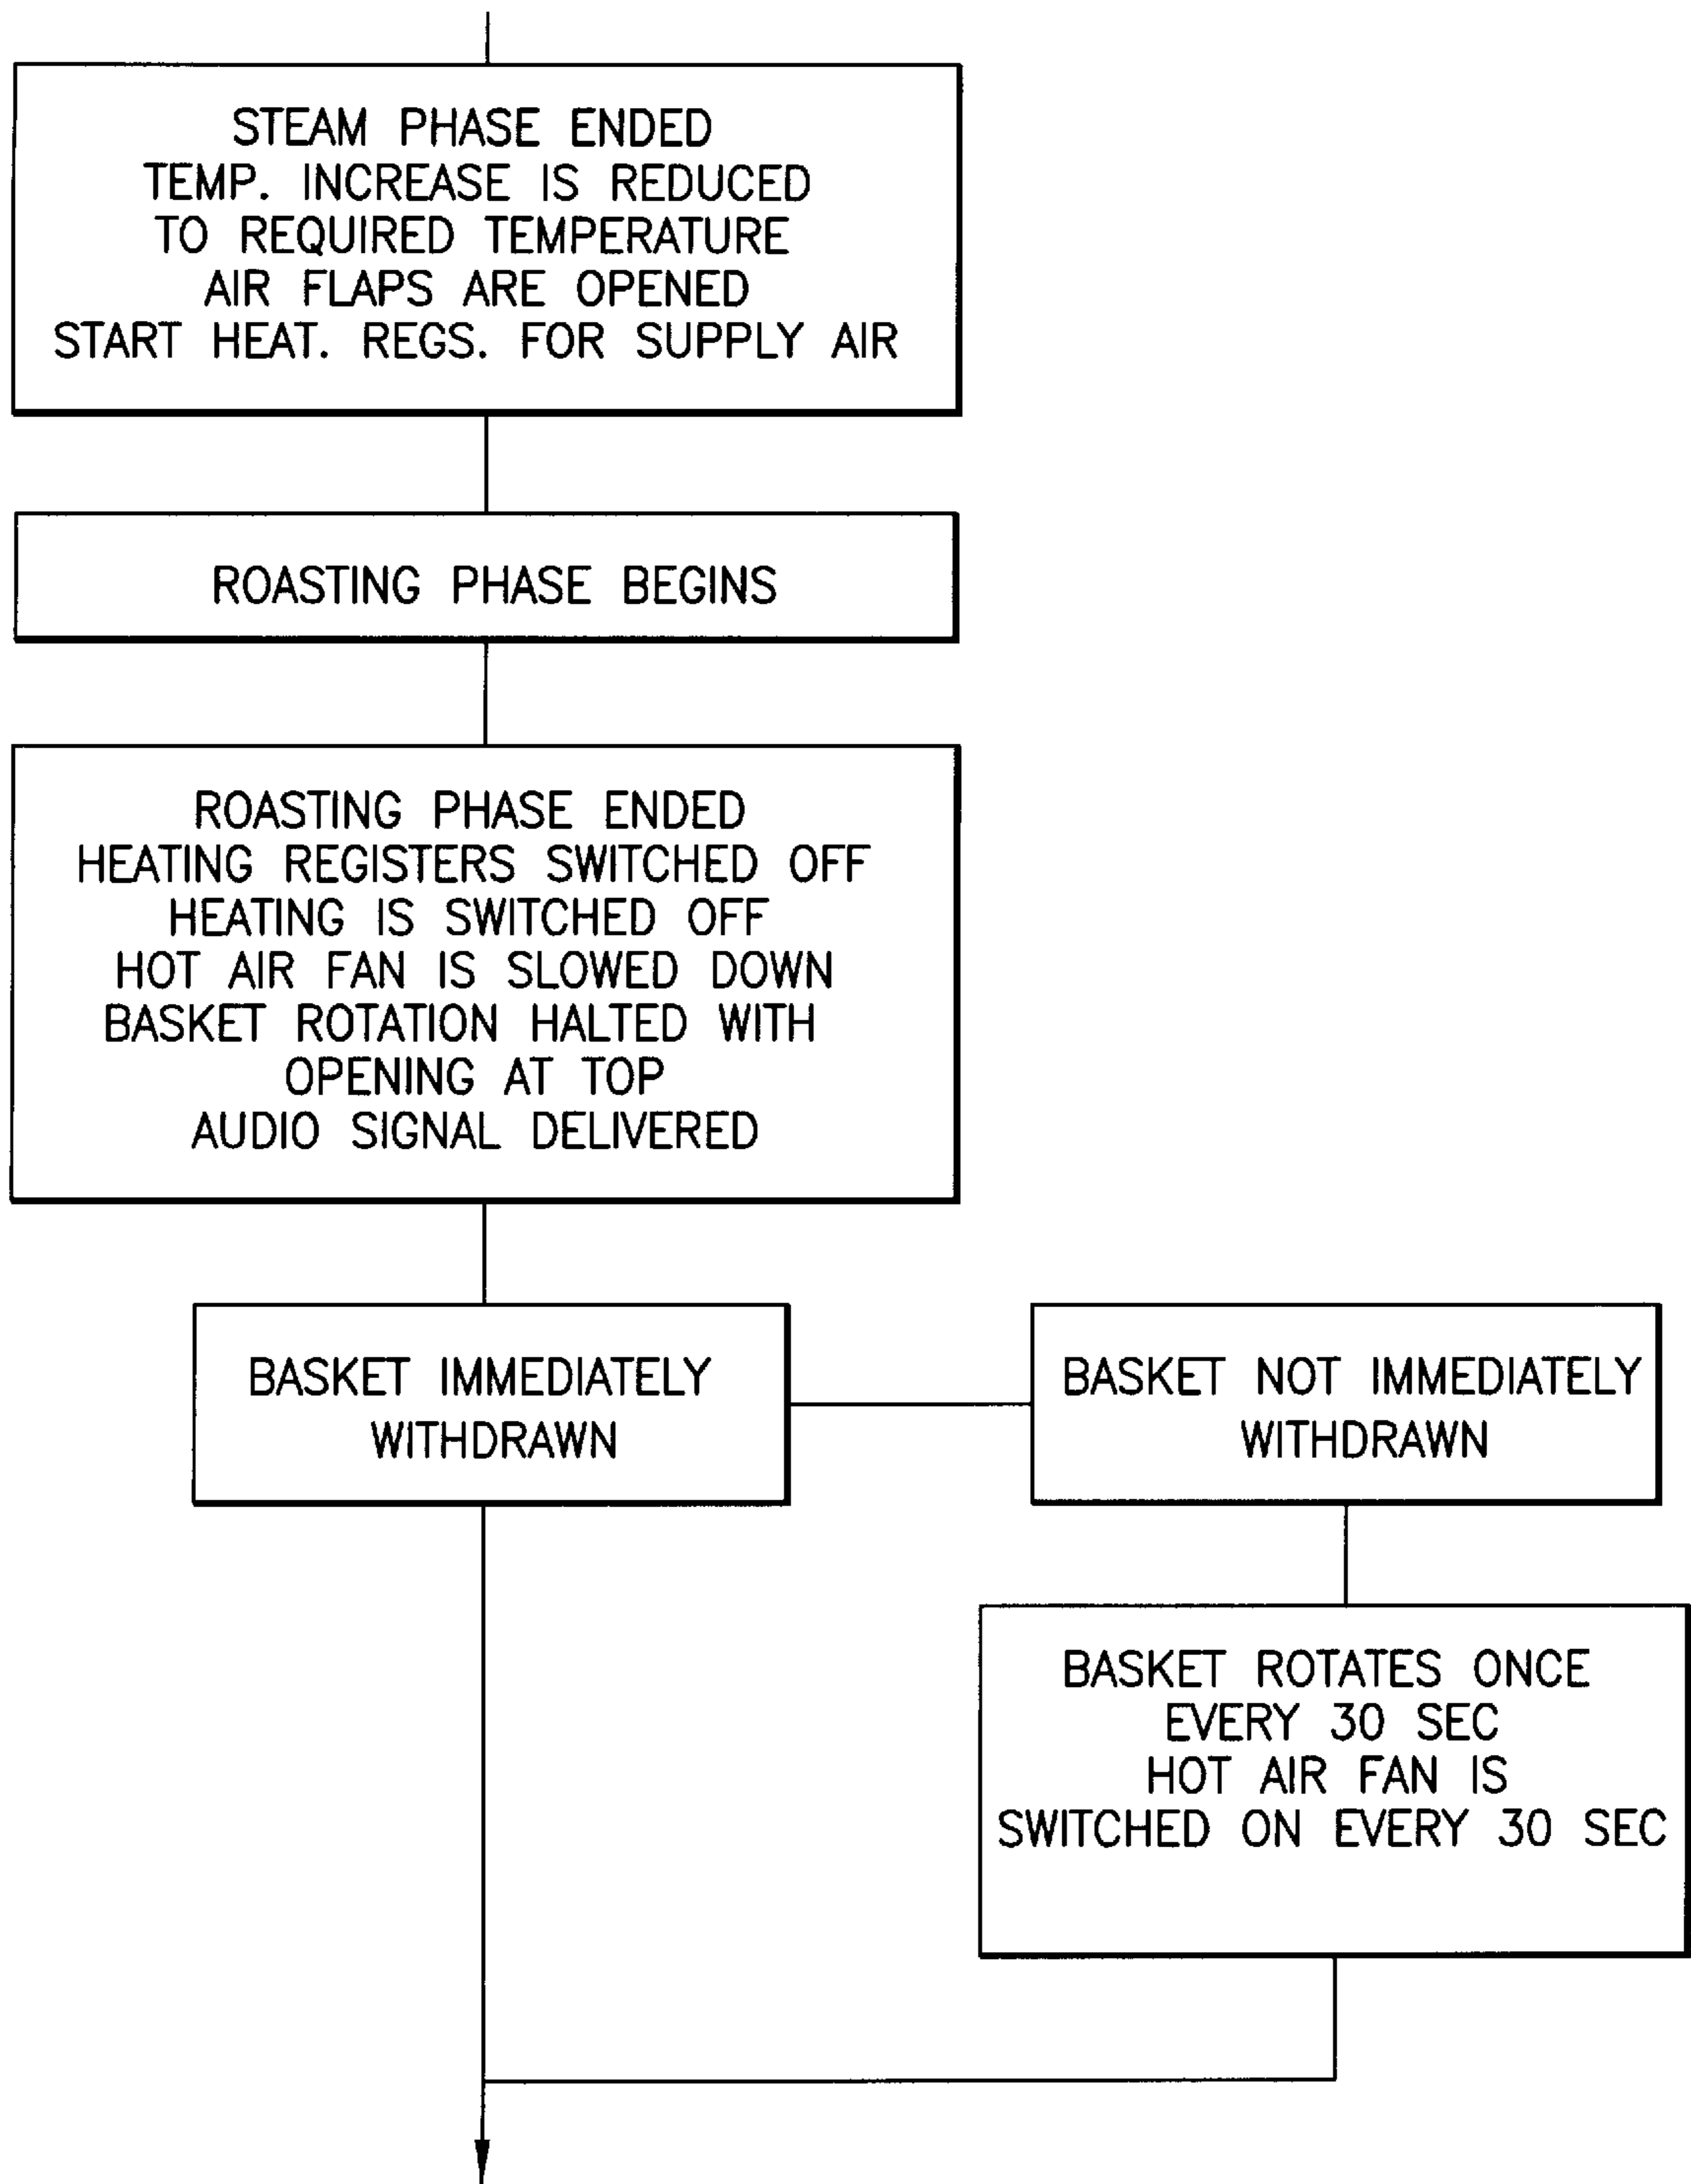 STEAM PHASE ENDED
TEMP. INCREASE IS REDUCED
TO REQUIRED TEMPERATURE
AIR FLAPS ARE OPENED
START HEAT. REGS. FOR SUPPLY AIR
ROASTING PHASE BEGINS
ROASTING PHASE ENDED
HEATING REGISTERS SWITCHED OFF
HEATING IS SWITCHED OFF
HOT AIR FAN IS SLOWED DOWN
BASKET ROTATION HALTED WITH
OPENING AT TOP
AUDIO SIGNAL DELIVERED
BASKET IMMEDIATELY
WITHDRAWN
BASKET NOT IMMEDIATELY
WITHDRAWN
BASKET ROTATES ONCE
EVERY 30 SEC
HOT AIR FAN IS
SWITCHED ON EVERY 30 SEC